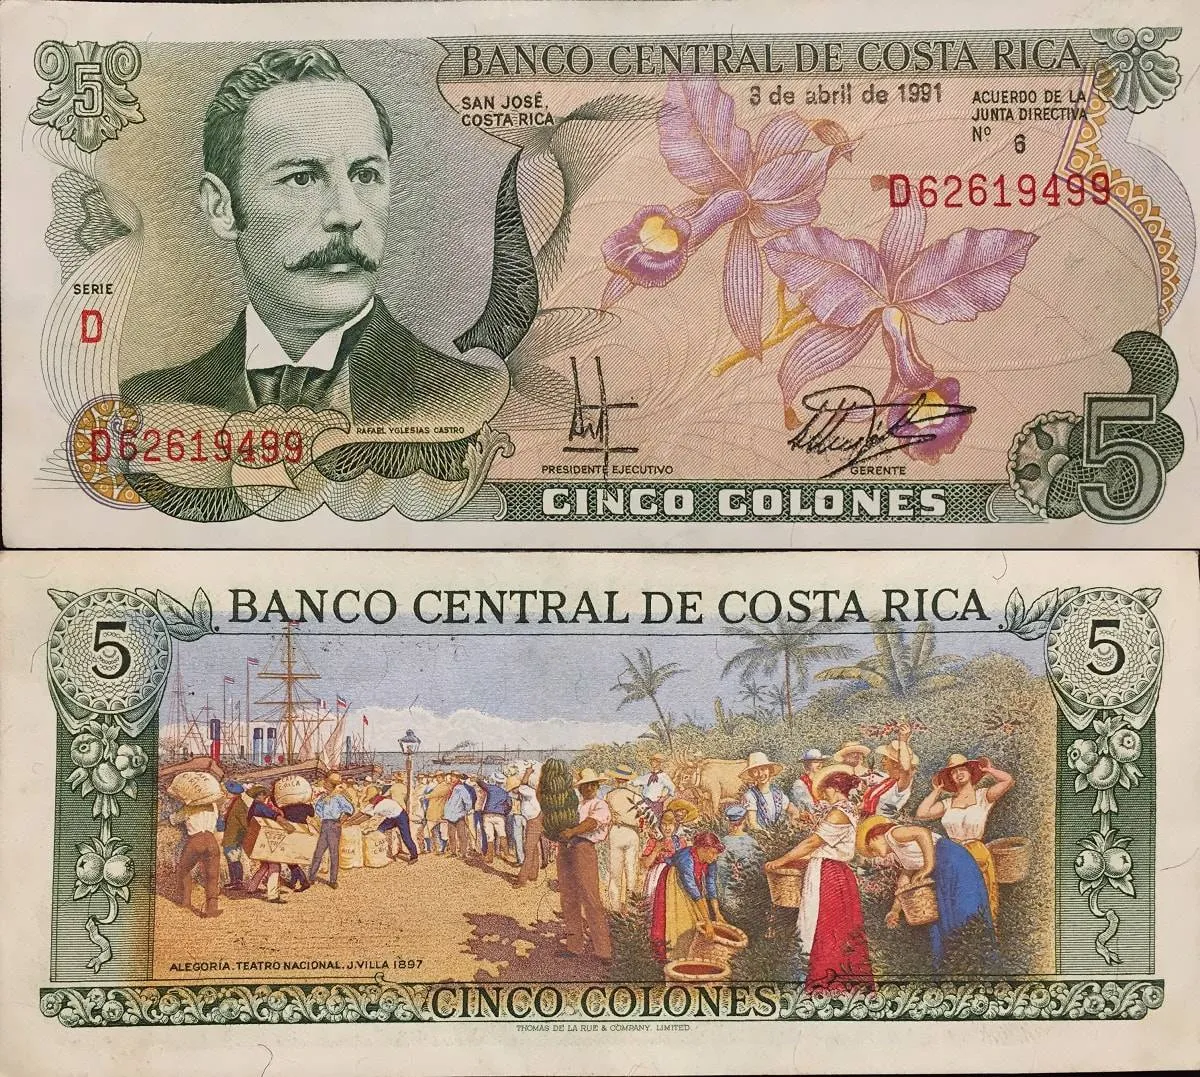 5
BANCO CENTRAL DE COSTA RICA
SAN JOSÉ,
COSTA RICA
3 de abril de 1991
ACUERDO DE LA
JUNTA DIRECTIVA
Nº 6
D62619499
SERIE
D
D62619499
RAFAEL YGLESIAS CASTRO
PRESIDENTE EJECUTIVO
GERENTE
CINCO COLONES
5
BANCO CENTRAL DE COSTA RICA
5
5
ALEGORÍA. TEATRO NACIONAL. J. VILLA 1897
CINCO COLONES
THOMAS DE LA RUE & COMPANY, LIMITED